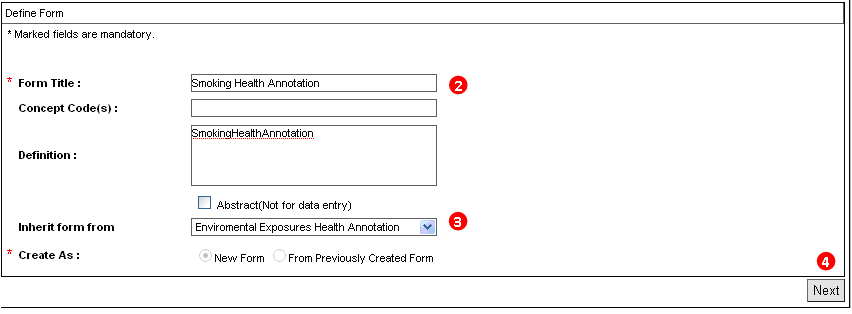 Define Form
* Marked fields are mandatory.
* Form Title : Smoking Health Annotation 2
Concept Code(s) :
SmokingHealthAnnotation
Definition :
Abstract(Not for data entry)
Inherit form from Enviromental Exposures Health Annotation 3
* Create As : New Form From Previously Created Form
4
Next